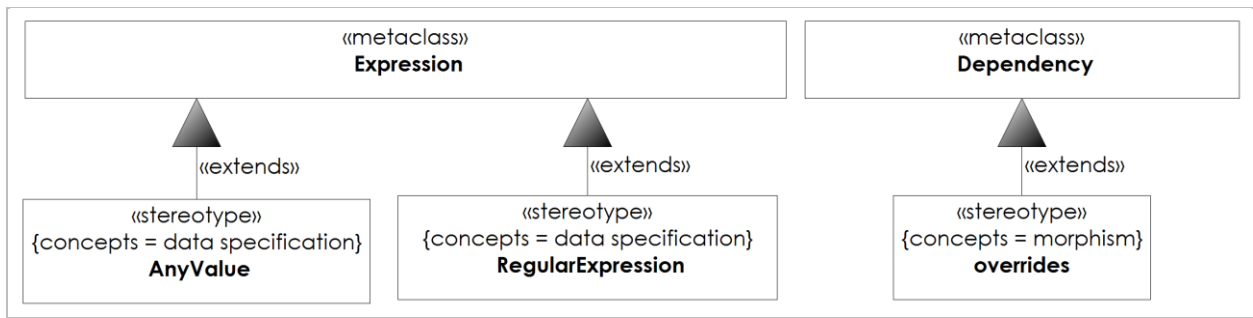 «metaclass»
Expression
«metaclass»
Dependency
«extends»
«extends»
«extends»
«stereotype»
{concepts = data specification}
AnyValue
«stereotype»
{concepts = data specification}
RegularExpression
«stereotype»
{concepts = morphism}
overrides